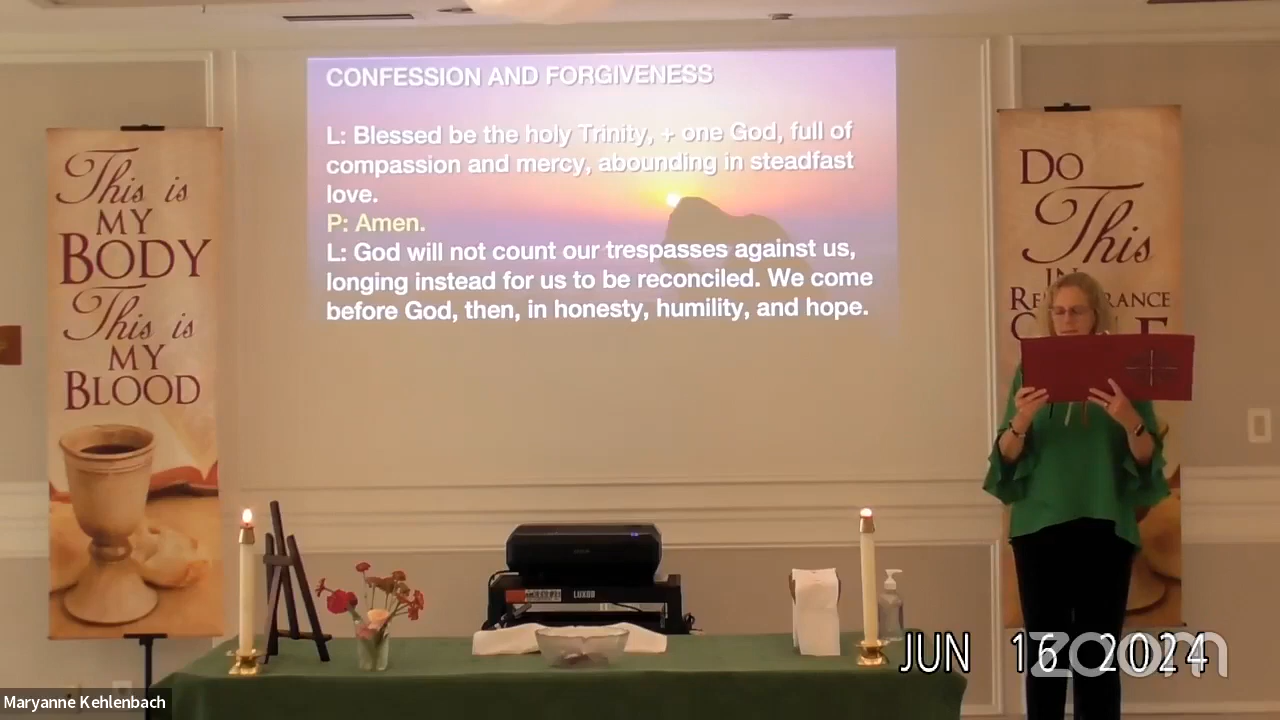 CONFESSION AND FORGIVENESS
L: Blessed be the holy Trinity, + one God, full of
compassion and mercy, abounding in steadfast
love.
P: Amen.
L: God will not count our trespasses against us,
longing instead for us to be reconciled. We come
before God, then, in honesty, humility, and hope.
This is
MY
BODY
This is
MY
BLOOD
DO
This
IN
LUXOR
JUN 16 2024
zoom
Maryanne Kehlenbach